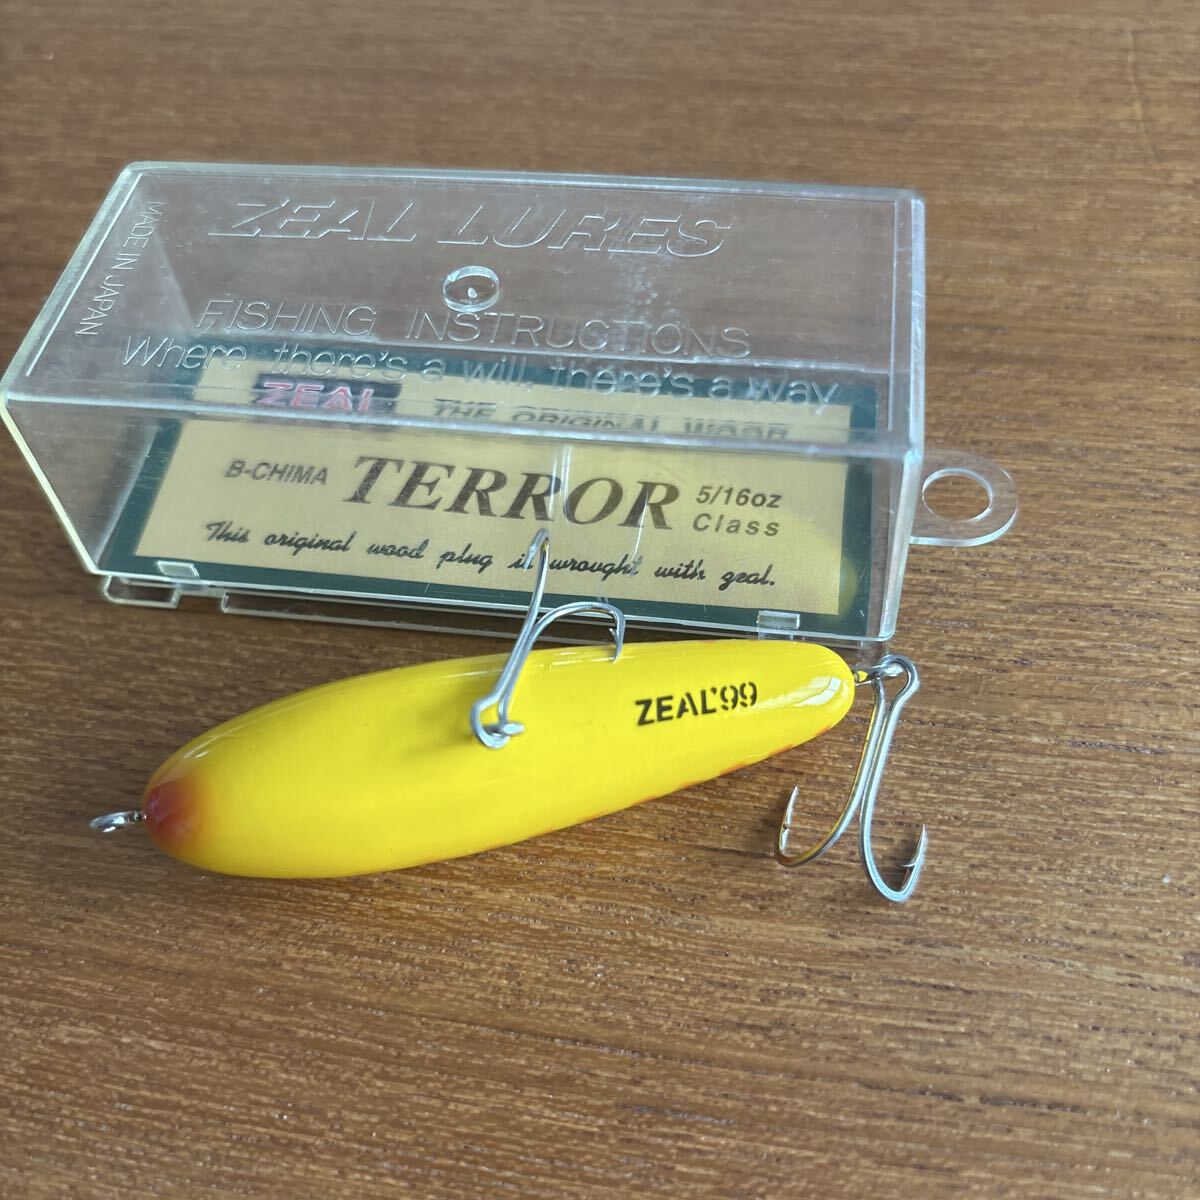 ZEAL LURES
MADE IN JAPAN
FISHING INSTRUCTIONS
Where there's a will, there's a way
ZEAL THE ORIGINAL WOOD
B-CHIMA TERROR 5/16oz
Class
This original wood plug is wrought with zeal.
ZEAL'99